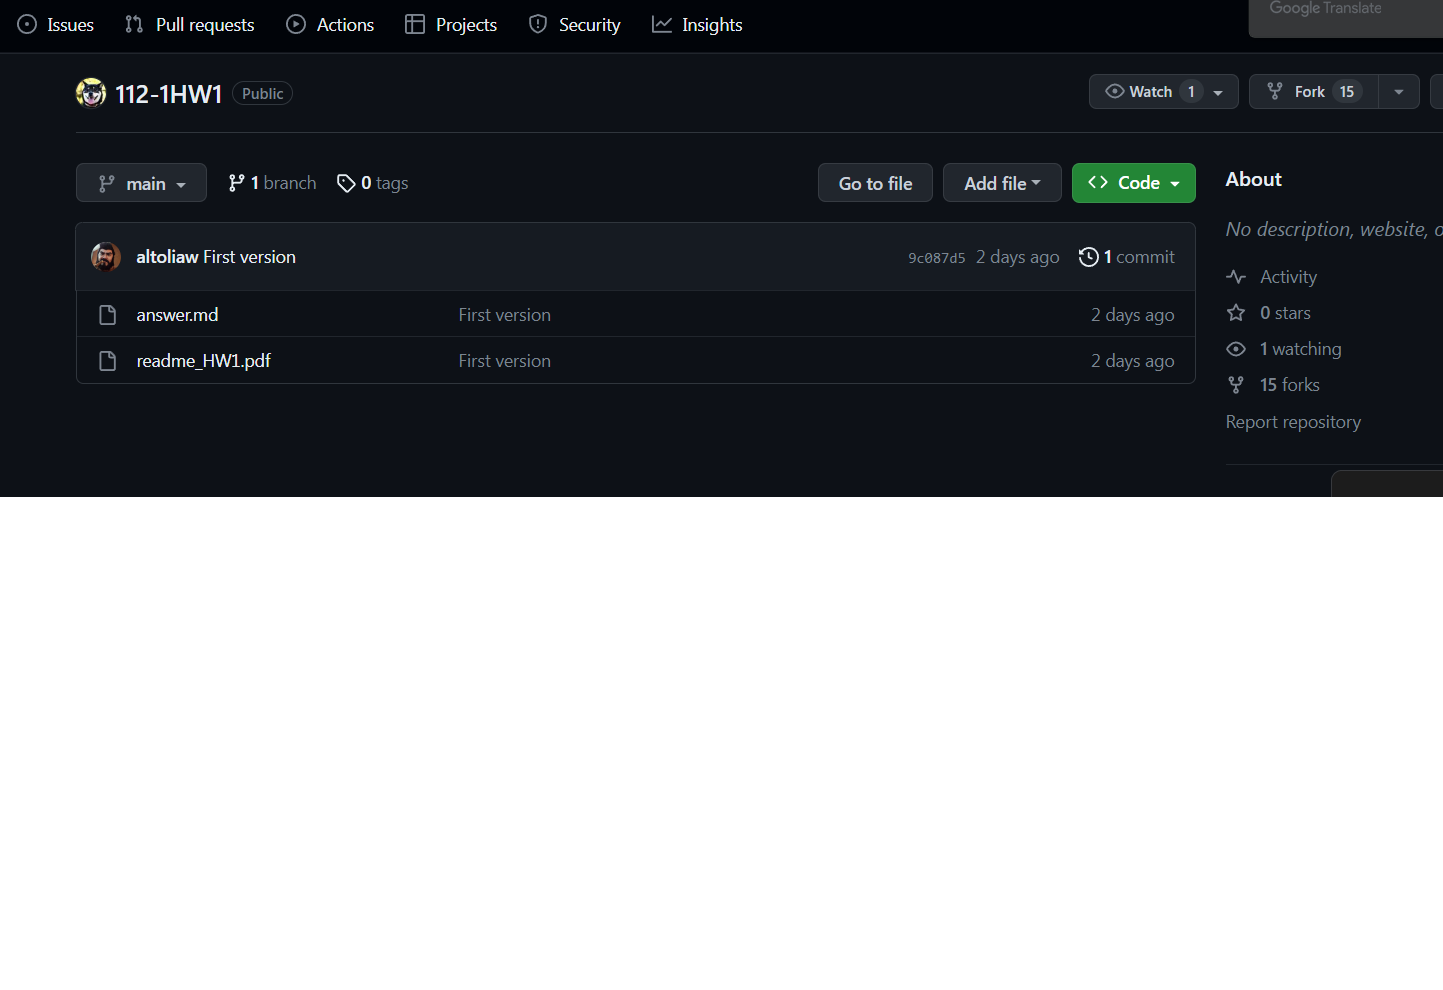 Issues Pull requests Actions Projects Security Insights
Google Translate
112-1HW1 Public
Watch 1 Fork 15
main 1 branch 0 tags Go to file Add file <> Code
altoliaw First version 9c087d5 2 days ago 1 commit
answer.md First version 2 days ago
readme_HW1.pdf First version 2 days ago
About
No description, website, o
Activity
0 stars
1 watching
15 forks
Report repository